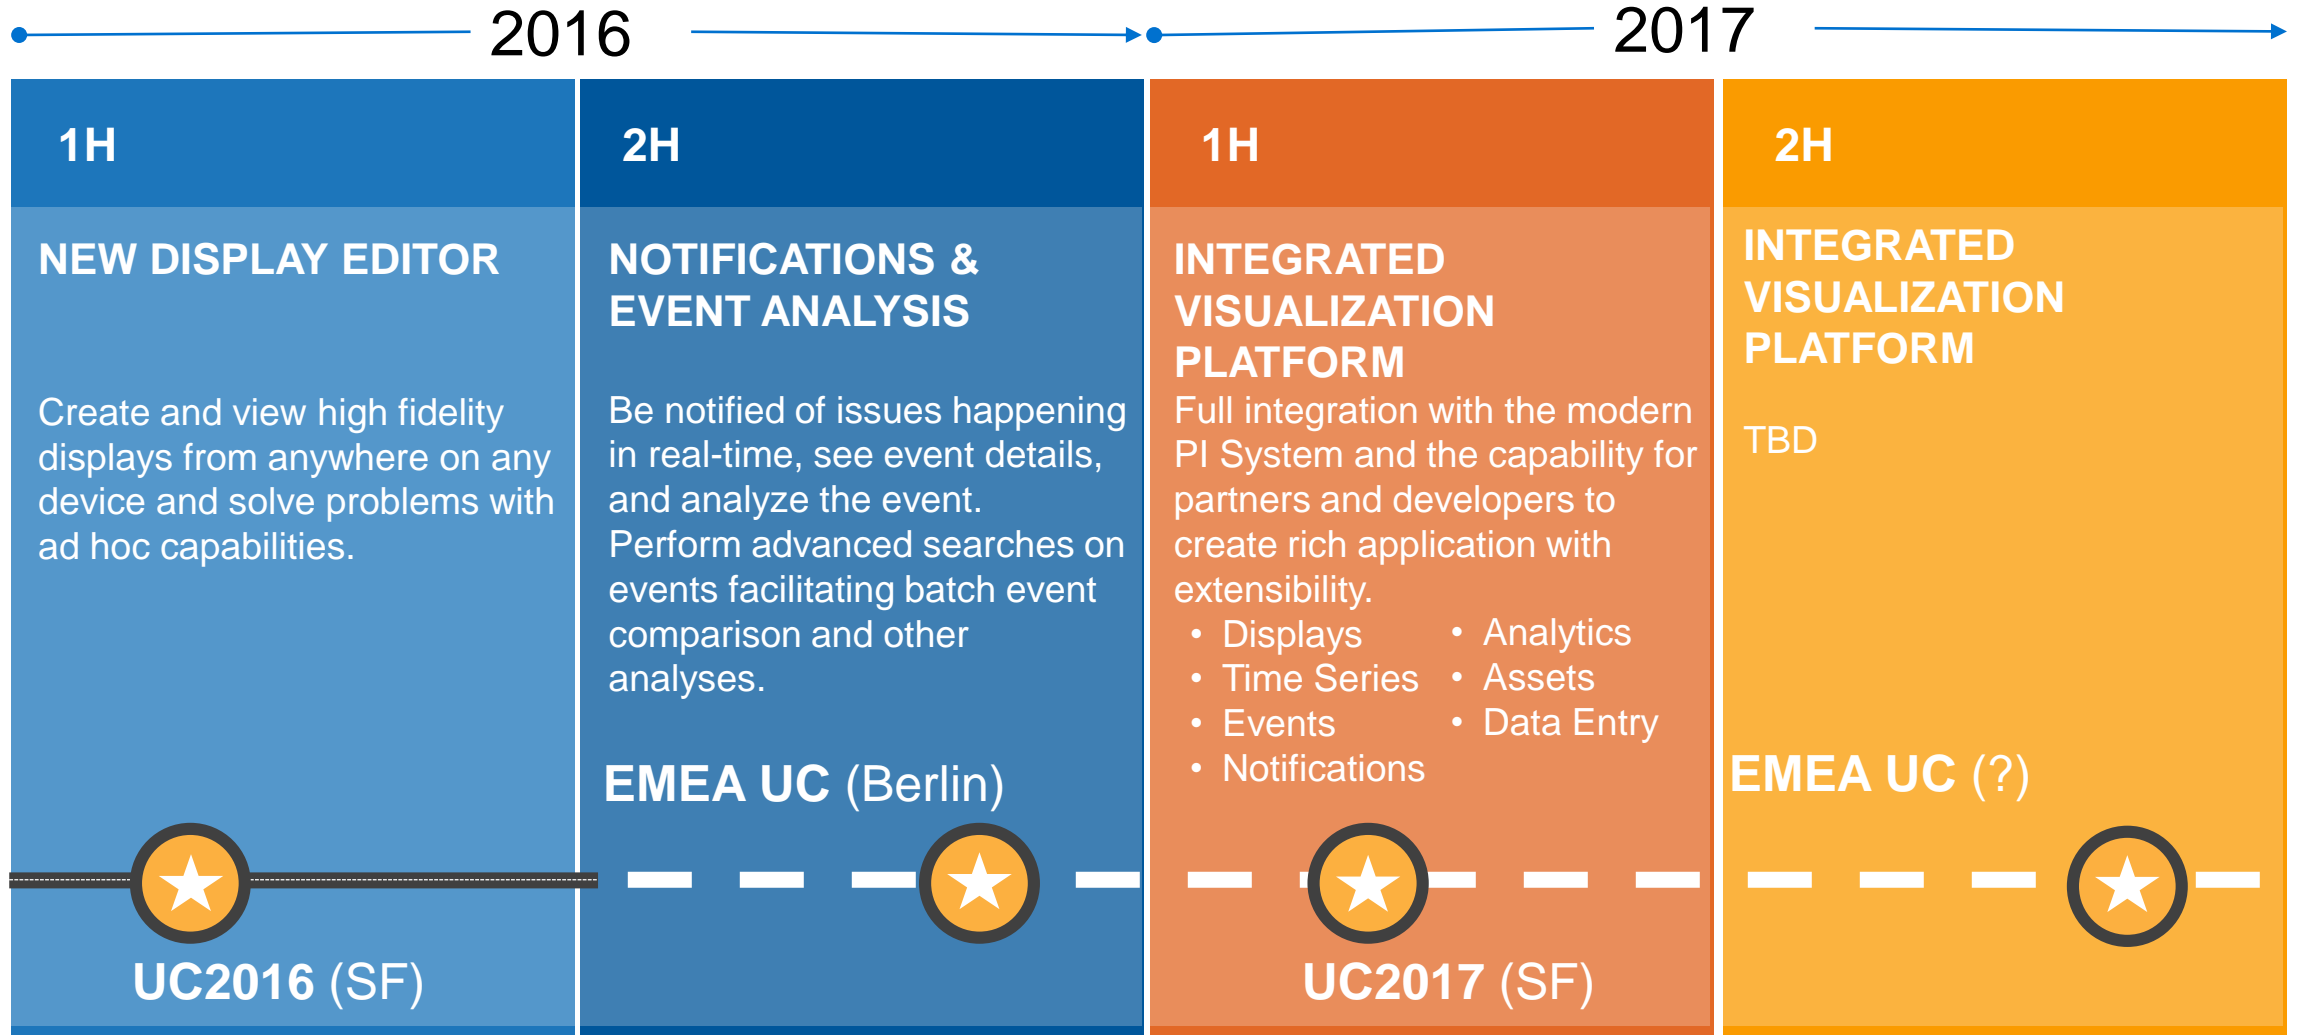 2016
2017
1H
NEW DISPLAY EDITOR
Create and view high fidelity
displays from anywhere on any
device and solve problems with
ad hoc capabilities.
UC2016 (SF)
2H
NOTIFICATIONS &
EVENT ANALYSIS
Be notified of issues happening
in real-time, see event details,
and analyze the event.
Perform advanced searches on
events facilitating batch event
comparison and other
analyses.
EMEA UC (Berlin)
1H
INTEGRATED
VISUALIZATION
PLATFORM
Full integration with the modern
PI System and the capability for
partners and developers to
create rich application with
extensibility.
• Displays
• Time Series
• Events
• Notifications
• Analytics
• Assets
• Data Entry
UC2017 (SF)
2H
INTEGRATED
VISUALIZATION
PLATFORM
TBD
EMEA UC (?)